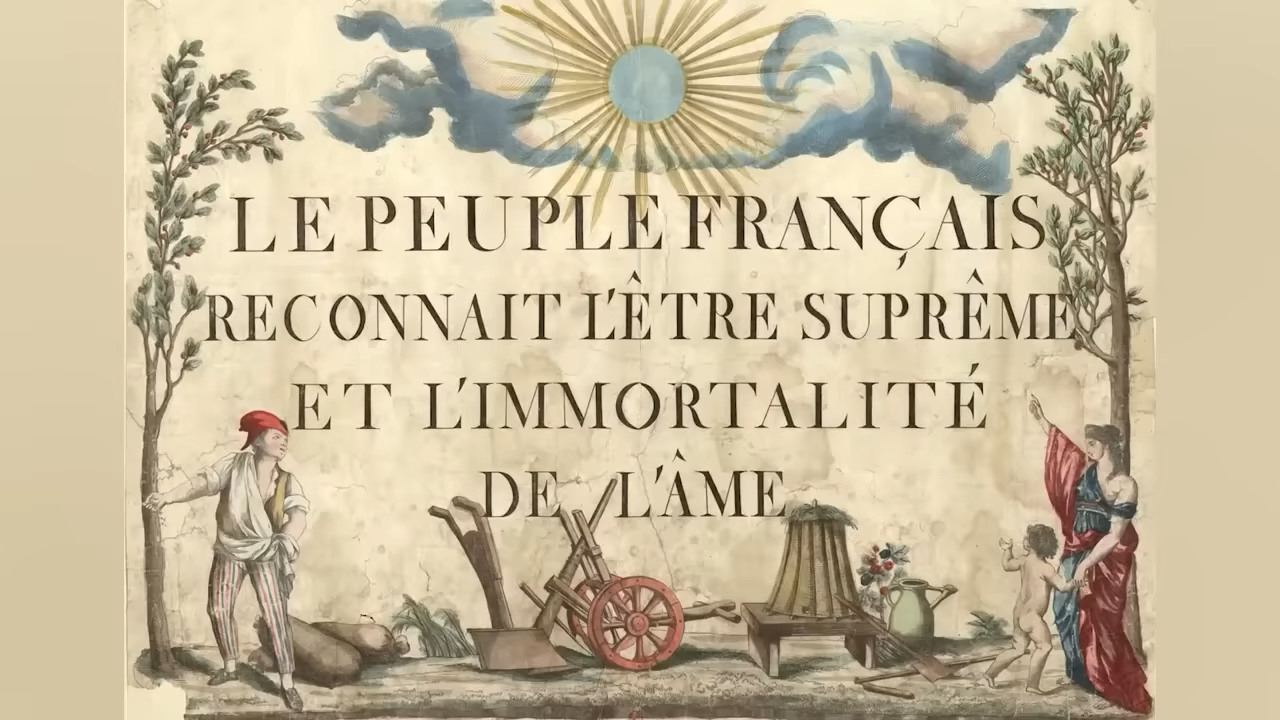 LE PEUPLE FRANÇAIS
RECONNAIT L'ÊTRE SUPRÊME
ET L'IMMORTALITÉ
DE L'ÂME